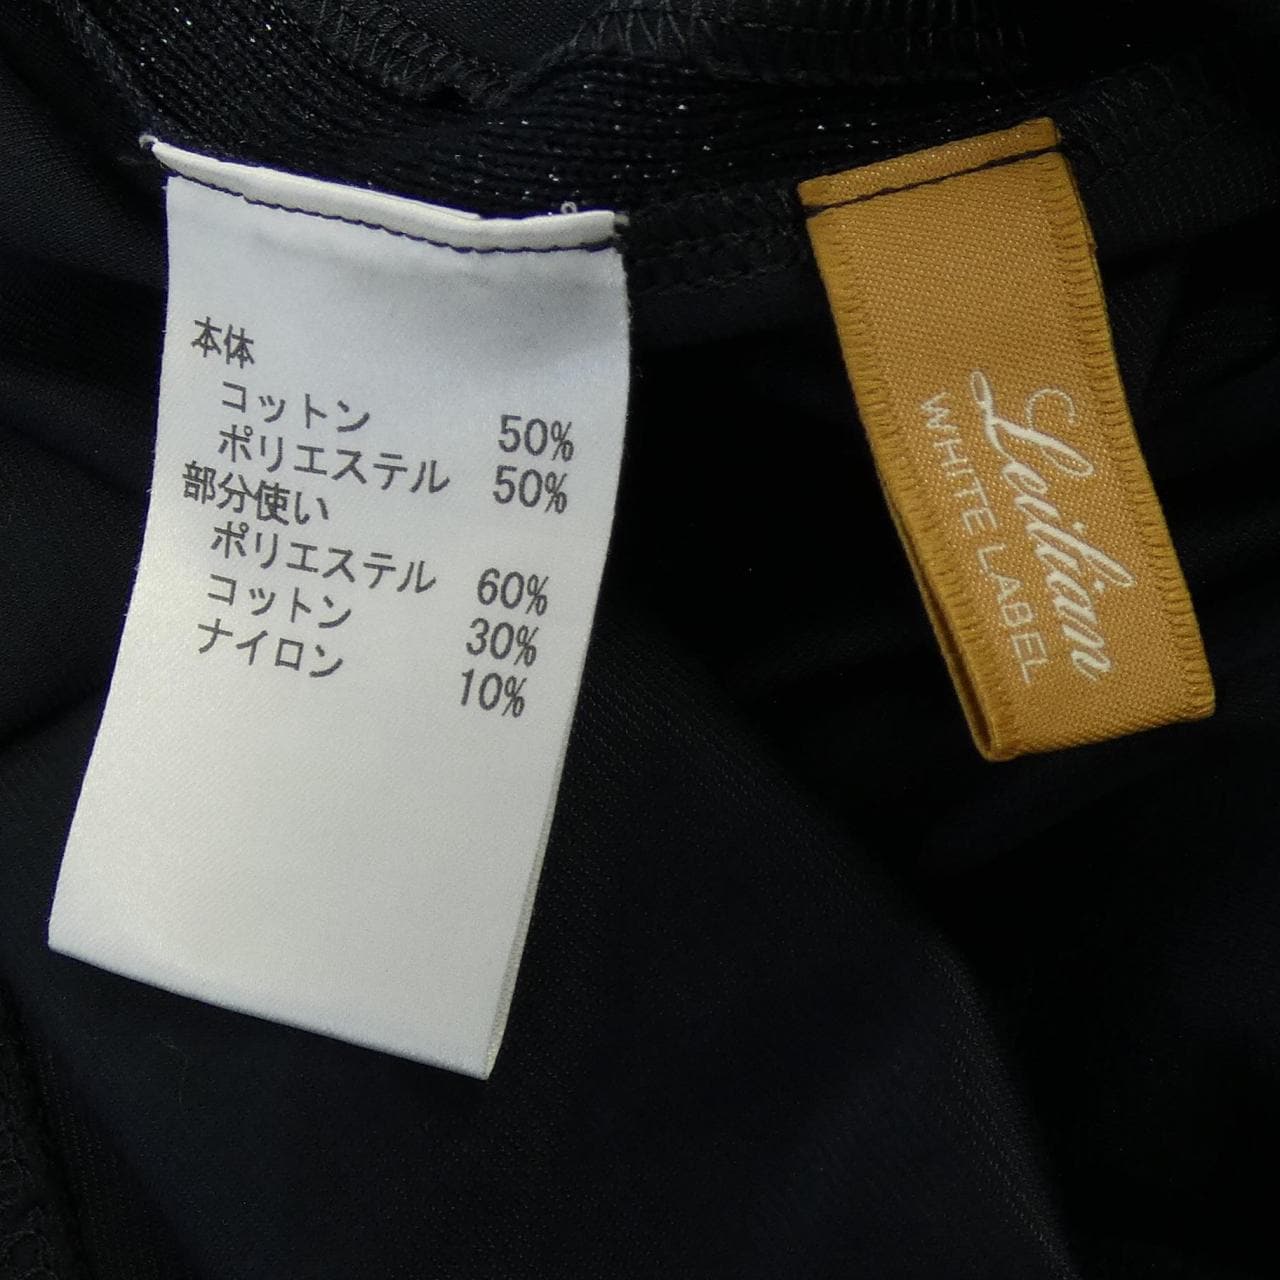 本体
コットン 50%
ポリエステル 50%
部分使い
ポリエステル 60%
コットン 30%
ナイロン 10%
Leilian
WHITE LABEL